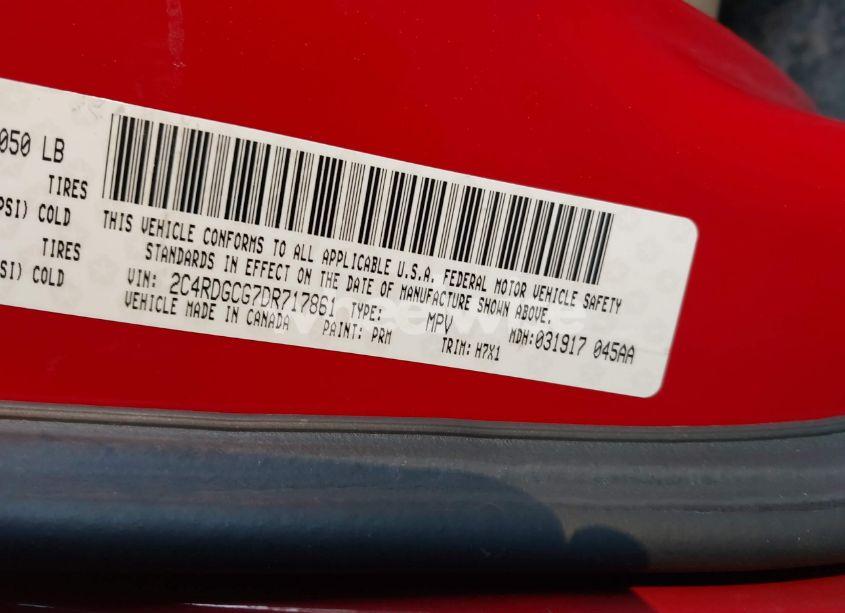 050 LB
TIRES
PSI) COLD
TIRES
SI) COLD
THIS VEHICLE CONFORMS TO ALL APPLICABLE U.S.A. FEDERAL MOTOR VEHICLE SAFETY
STANDARDS IN EFFECT ON THE DATE OF MANUFACTURE SHOWN ABOVE.
VIN: 2C4RDGCG7DR717861 TYPE: MPV MDH:031917 045AA
VEHICLE MADE IN CANADA PAINT: PRM TRIM: H7X1